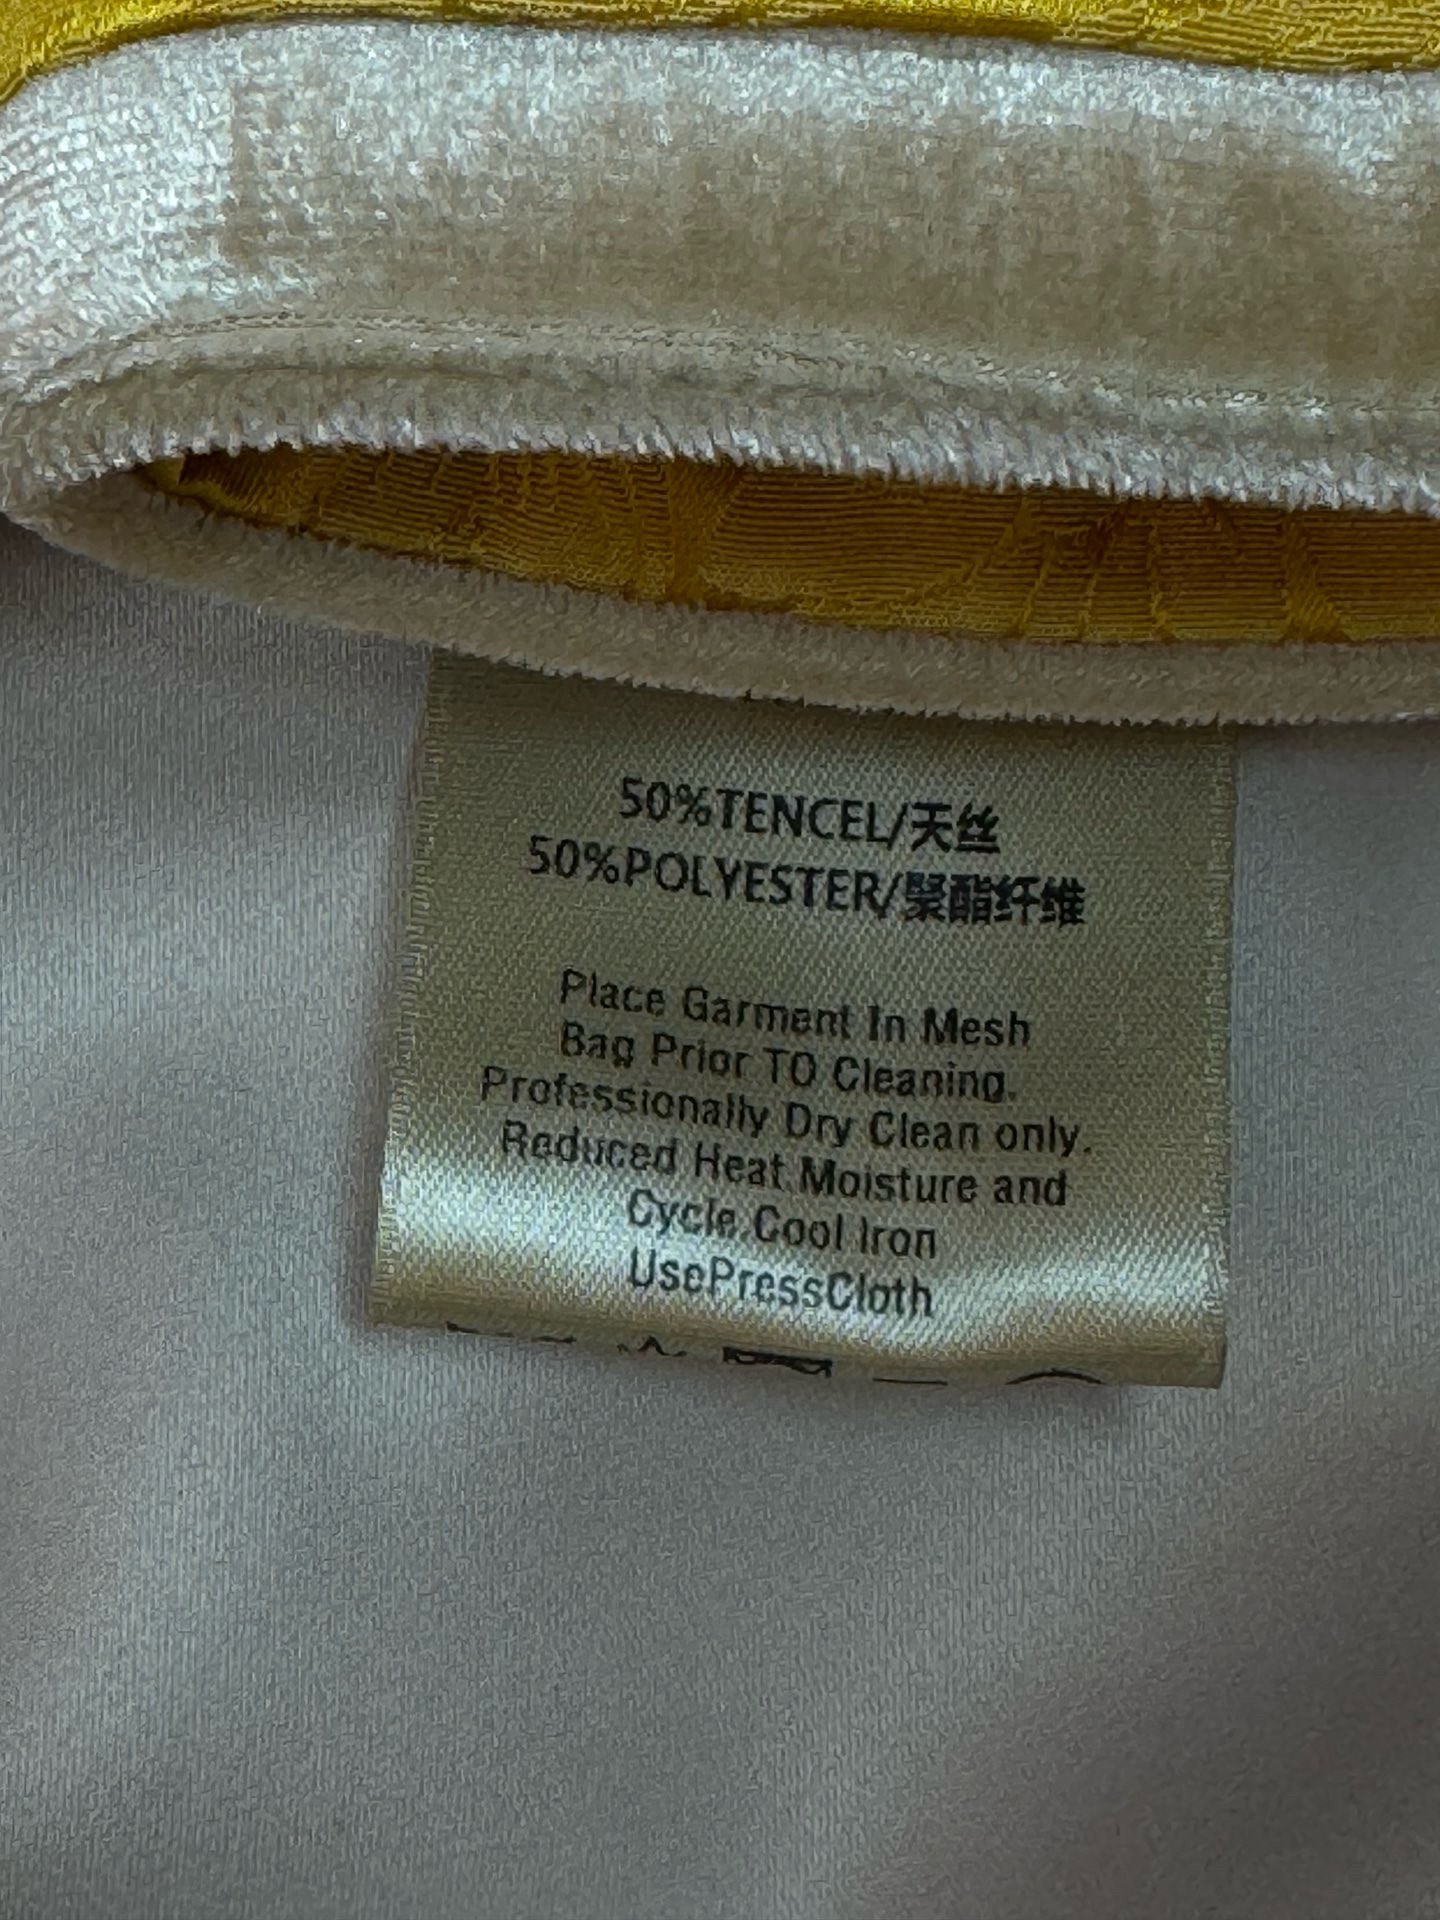 50%TENCEL/天丝
50%POLYESTER/聚酯纤维
Place Garment In Mesh
Bag Prior TO Cleaning.
Professionally Dry Clean only.
Reduced Heat Moisture and
Cycle.Cool Iron
UsePressCloth